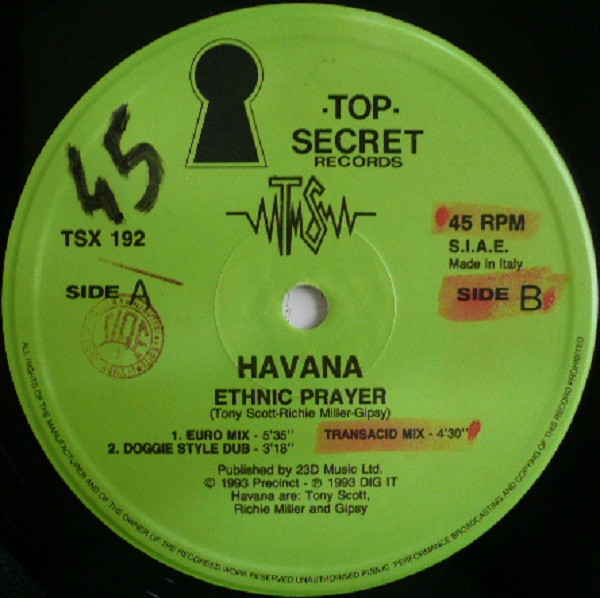 ·TOP·
SECRET
RECORDS
45
TS
TSX 192
45 RPM
S.I.A.E.
Made in Italy
SIDE A
SIDE B
HAVANA
ETHNIC PRAYER
(Tony Scott-Richie Miller-Gipsy)
1. EURO MIX - 5'35"
TRANSACID MIX - 4'30"
2. DOGGIE STYLE DUB - 3'18"
Published by 23D Music Ltd.
© 1993 Precinct - ℗ 1993 DIG IT
Havana are: Tony Scott,
Richie Miller and Gipsy
ALL RIGHTS OF THE MANUFACTURER AND OF THE OWNER OF THE RECORDED WORK RESERVED UNAUTHORISED PUBLIC PERFORMANCE BROADCASTING AND COPYING OF THIS RECORD PROHIBITED